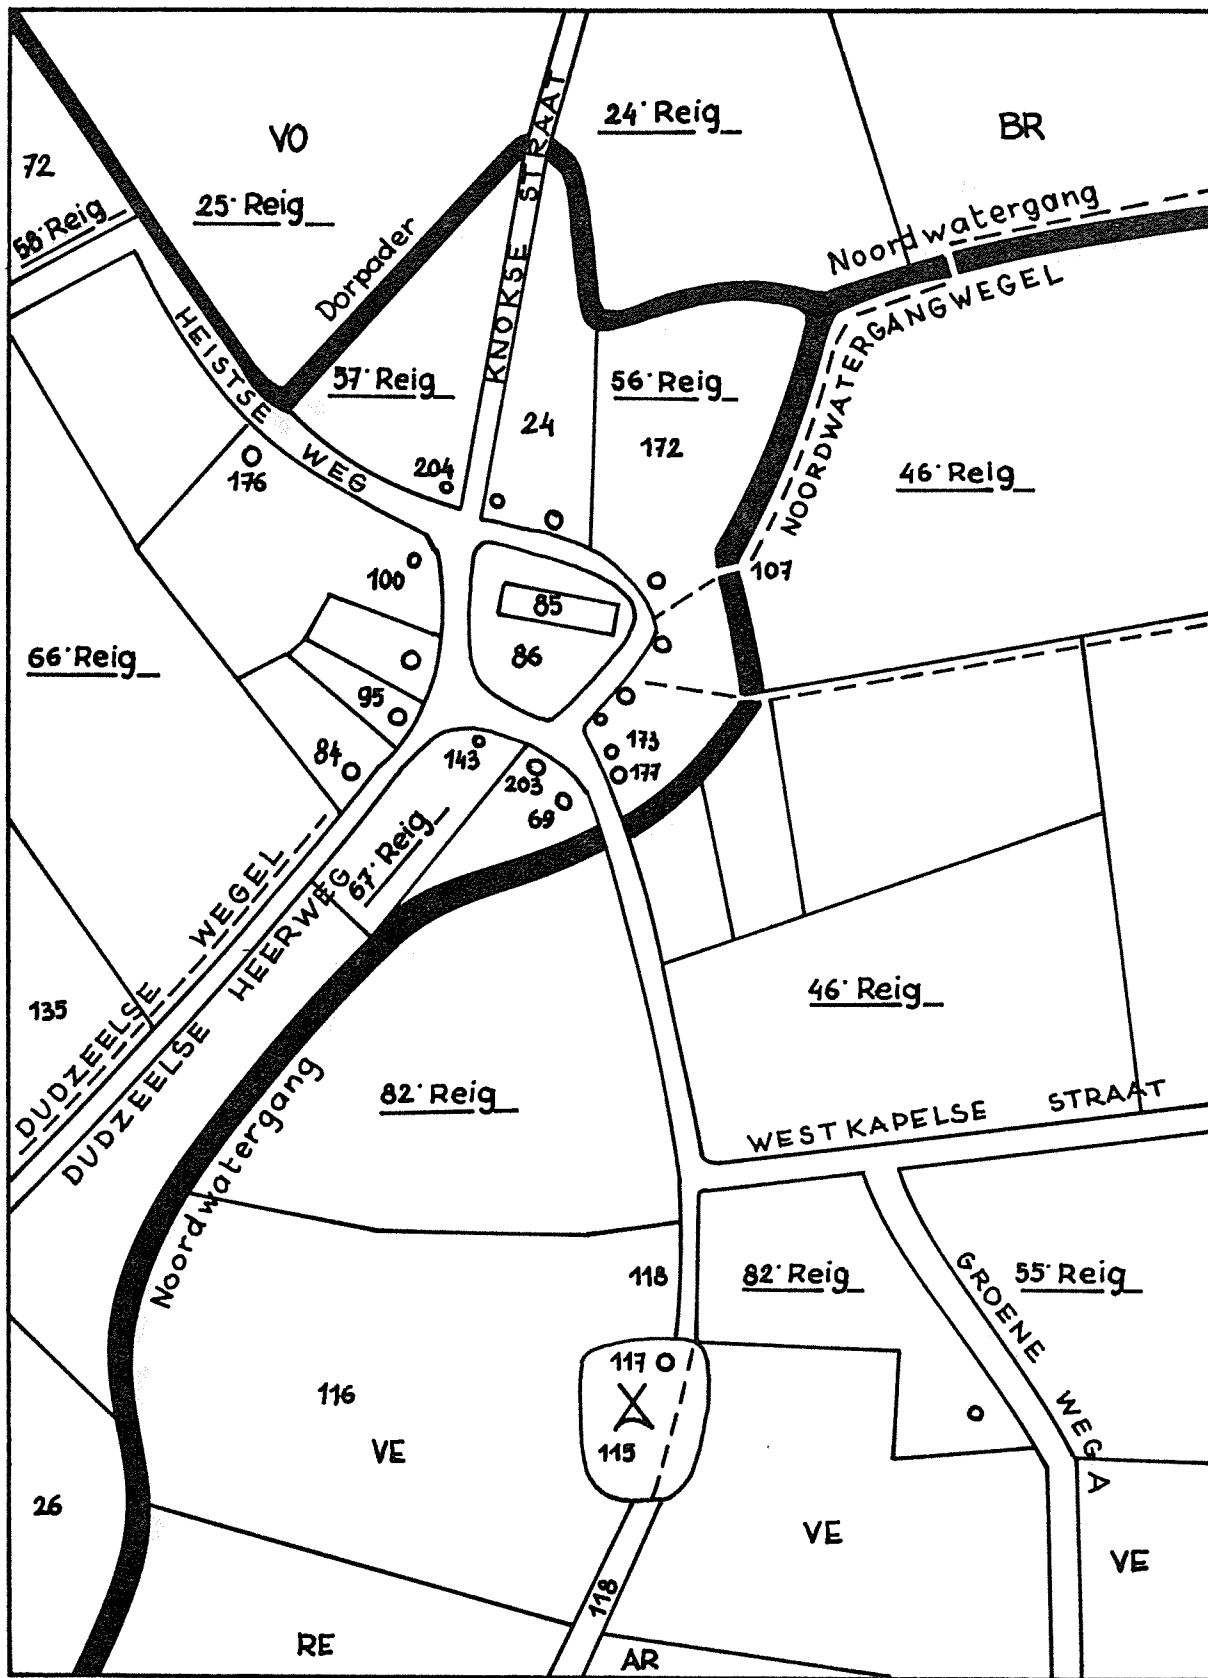 KNOKSE STRAAT
24· Reig
BR
VO
72
25· Reig
58· Reig
Noordwatergang
Dorpader
NOORDWATERGANGWEGEL
HEISTSE WEG
57· Reig
56· Reig
24
172
46· Reig
204
176
107
100
85
86
66· Reig
95
173
84
143
177
203
69
67· Reig
DUDZEELSE WEGEL
DUDZEELSE HEERWEG
46· Reig
135
82· Reig
Noordwatergang
WESTKAPELSE STRAAT
118
82· Reig
GROENE WEG A
55· Reig
117
116
115
VE
26
VE
VE
118
RE
AR